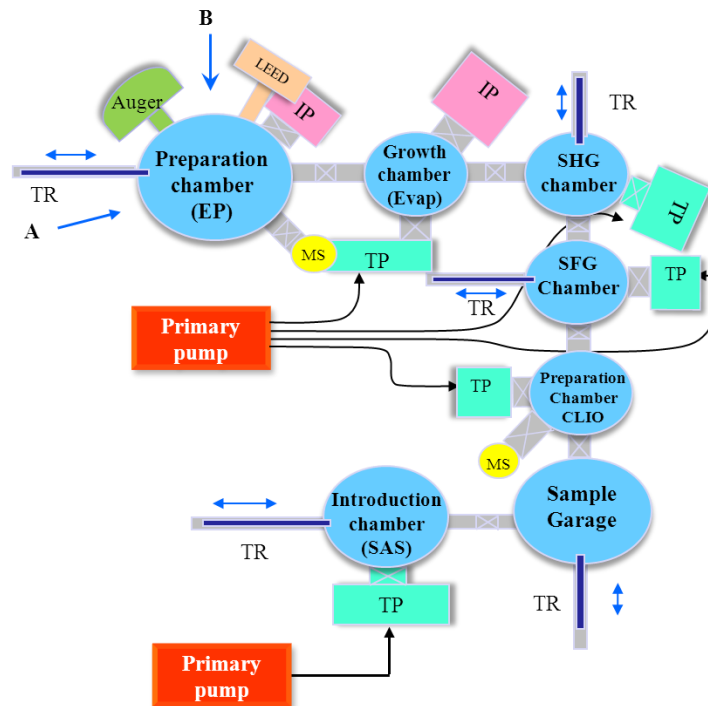 B
Auger
LEED
IP
IP
TR
Preparation
chamber
(EP)
Growth
chamber
(Evap)
SHG
chamber
TR
A
TP
MS
TP
TR
SFG
Chamber
TP
Primary
pump
TP
Preparation
Chamber
CLIO
MS
TR
Introduction
chamber
(SAS)
Sample
Garage
TP
TR
Primary
pump